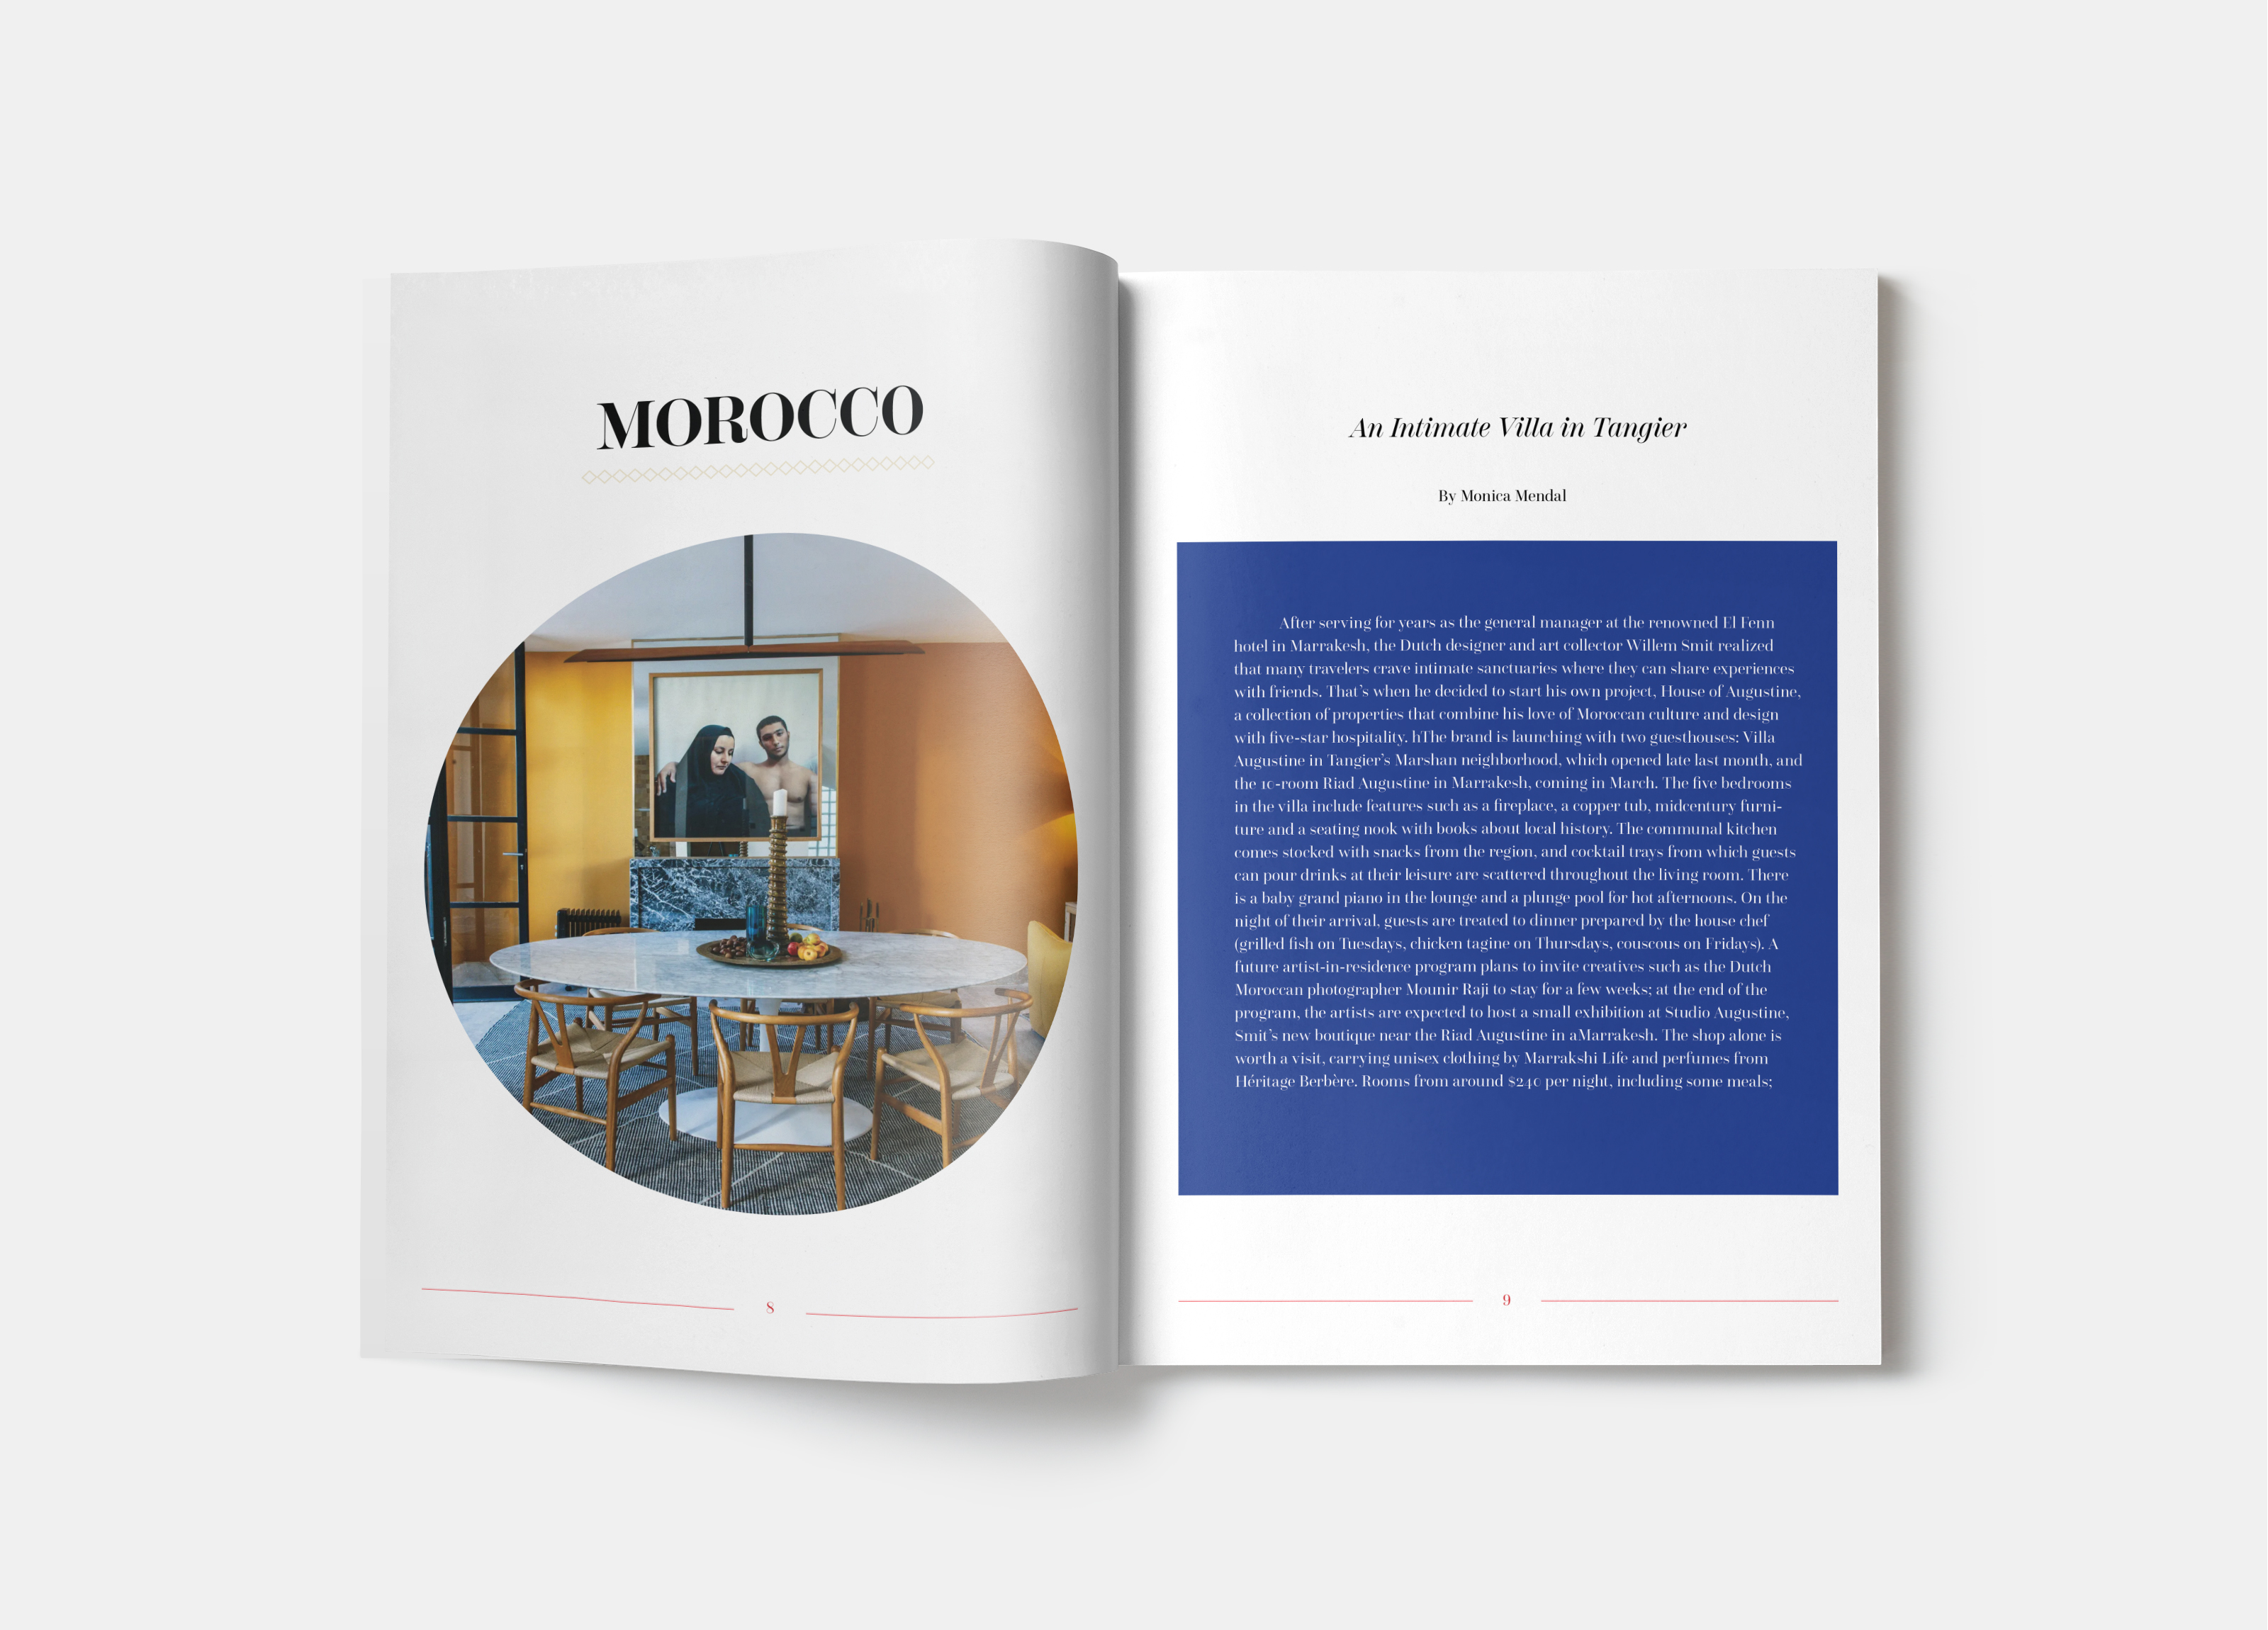 MOROCCO
8
An Intimate Villa in Tangier
By Monica Mendal
After serving for years as the general manager at the renowned El Fenn
hotel in Marrakesh, the Dutch designer and art collector Willem Smit realized
that many travelers crave intimate sanctuaries where they can share experiences
with friends. That’s when he decided to start his own project, House of Augustine,
a collection of properties that combine his love of Moroccan culture and design
with five-star hospitality. hThe brand is launching with two guesthouses: Villa
Augustine in Tangier’s Marshan neighborhood, which opened late last month, and
the 10-room Riad Augustine in Marrakesh, coming in March. The five bedrooms
in the villa include features such as a fireplace, a copper tub, midcentury furni-
ture and a seating nook with books about local history. The communal kitchen
comes stocked with snacks from the region, and cocktail trays from which guests
can pour drinks at their leisure are scattered throughout the living room. There
is a baby grand piano in the lounge and a plunge pool for hot afternoons. On the
night of their arrival, guests are treated to dinner prepared by the house chef
(grilled fish on Tuesdays, chicken tagine on Thursdays, couscous on Fridays). A
future artist-in-residence program plans to invite creatives such as the Dutch
Moroccan photographer Mounir Raji to stay for a few weeks; at the end of the
program, the artists are expected to host a small exhibition at Studio Augustine,
Smit’s new boutique near the Riad Augustine in aMarrakesh. The shop alone is
worth a visit, carrying unisex clothing by Marrakshi Life and perfumes from
Héritage Berbère. Rooms from around $240 per night, including some meals;
9